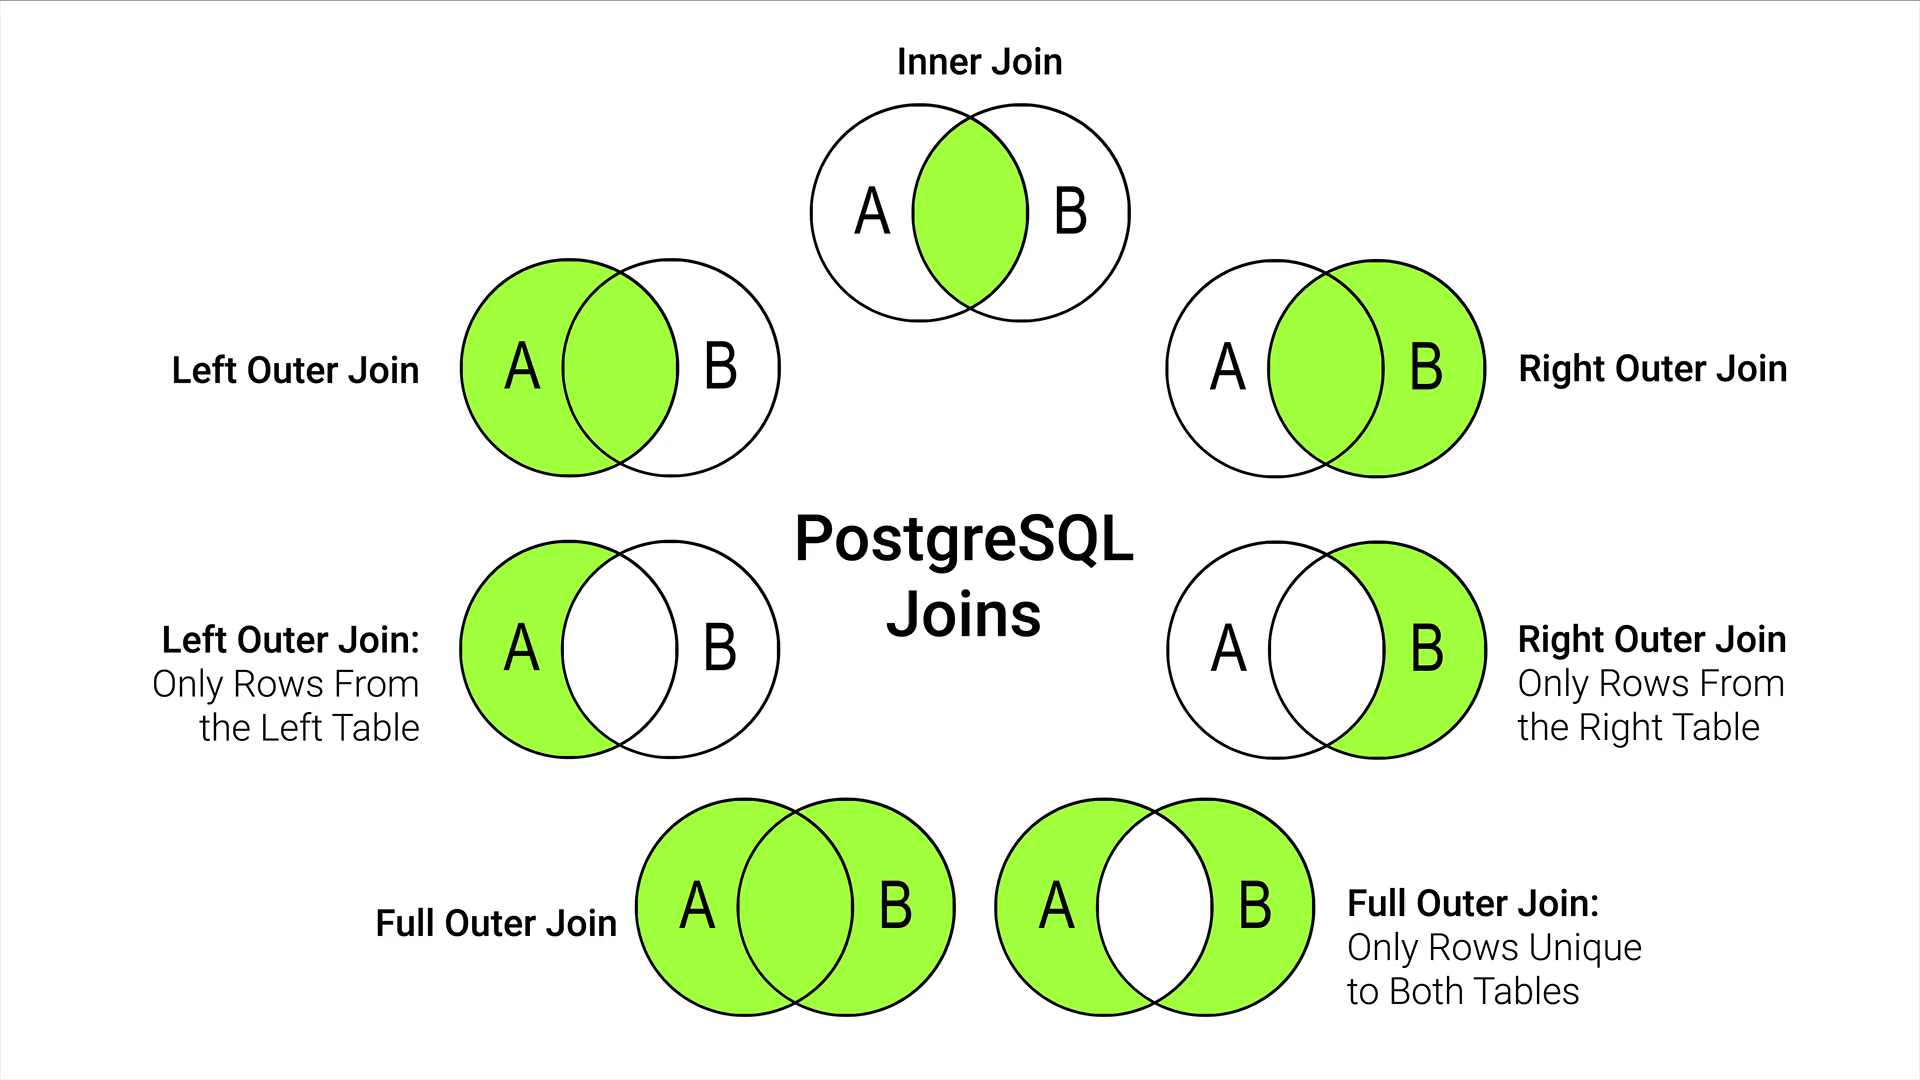 Inner Join
A
B
Left Outer Join
A
B
A
B
Right Outer Join
PostgreSQL
Joins
Left Outer Join:
Only Rows From
the Left Table
A
B
A
B
Right Outer Join
Only Rows From
the Right Table
Full Outer Join
A
B
A
B
Full Outer Join:
Only Rows Unique
to Both Tables